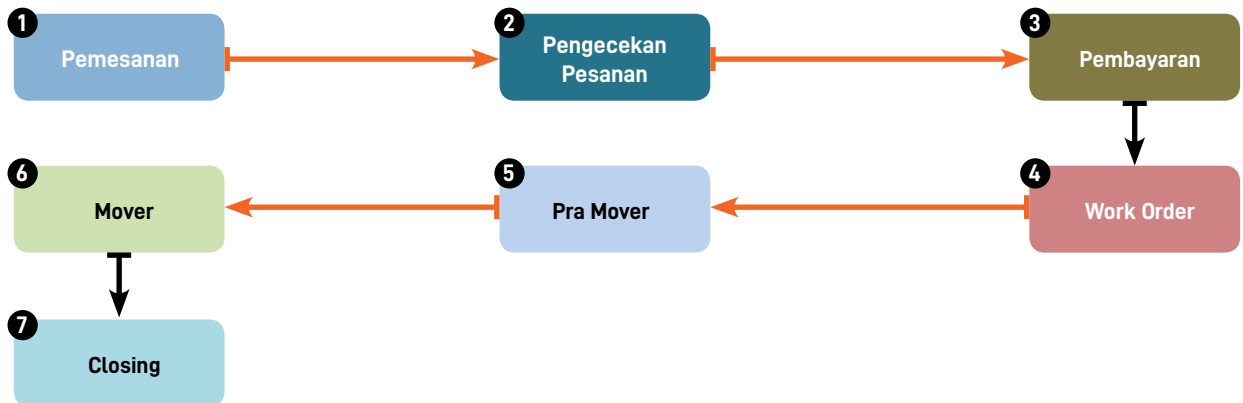 1
Pemesanan
2
Pengecekan
Pesanan
3
Pembayaran
4
Work Order
5
Pra Mover
6
Mover
7
Closing